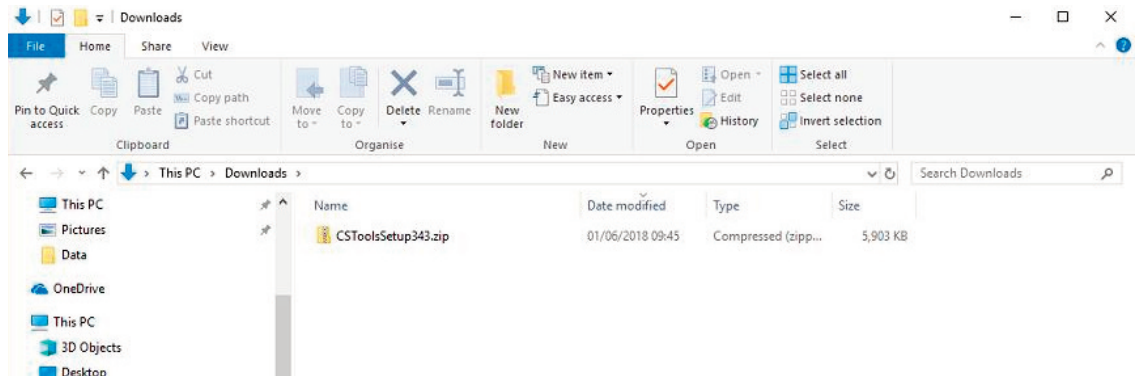 Downloads
File Home Share View
Pin to Quick access
Copy
Paste
Cut
Copy path
Paste shortcut
Clipboard
Move to
Copy to
Delete
Rename
Organise
New folder
New item
Easy access
New
Properties
Open
Edit
History
Open
Select all
Select none
Invert selection
Select
This PC > Downloads >
Search Downloads
This PC
Pictures
Data
OneDrive
This PC
3D Objects
Desktop
Name Date modified Type Size
CSToolsSetup343.zip 01/06/2018 09:45 Compressed (zipp... 5,903 KB